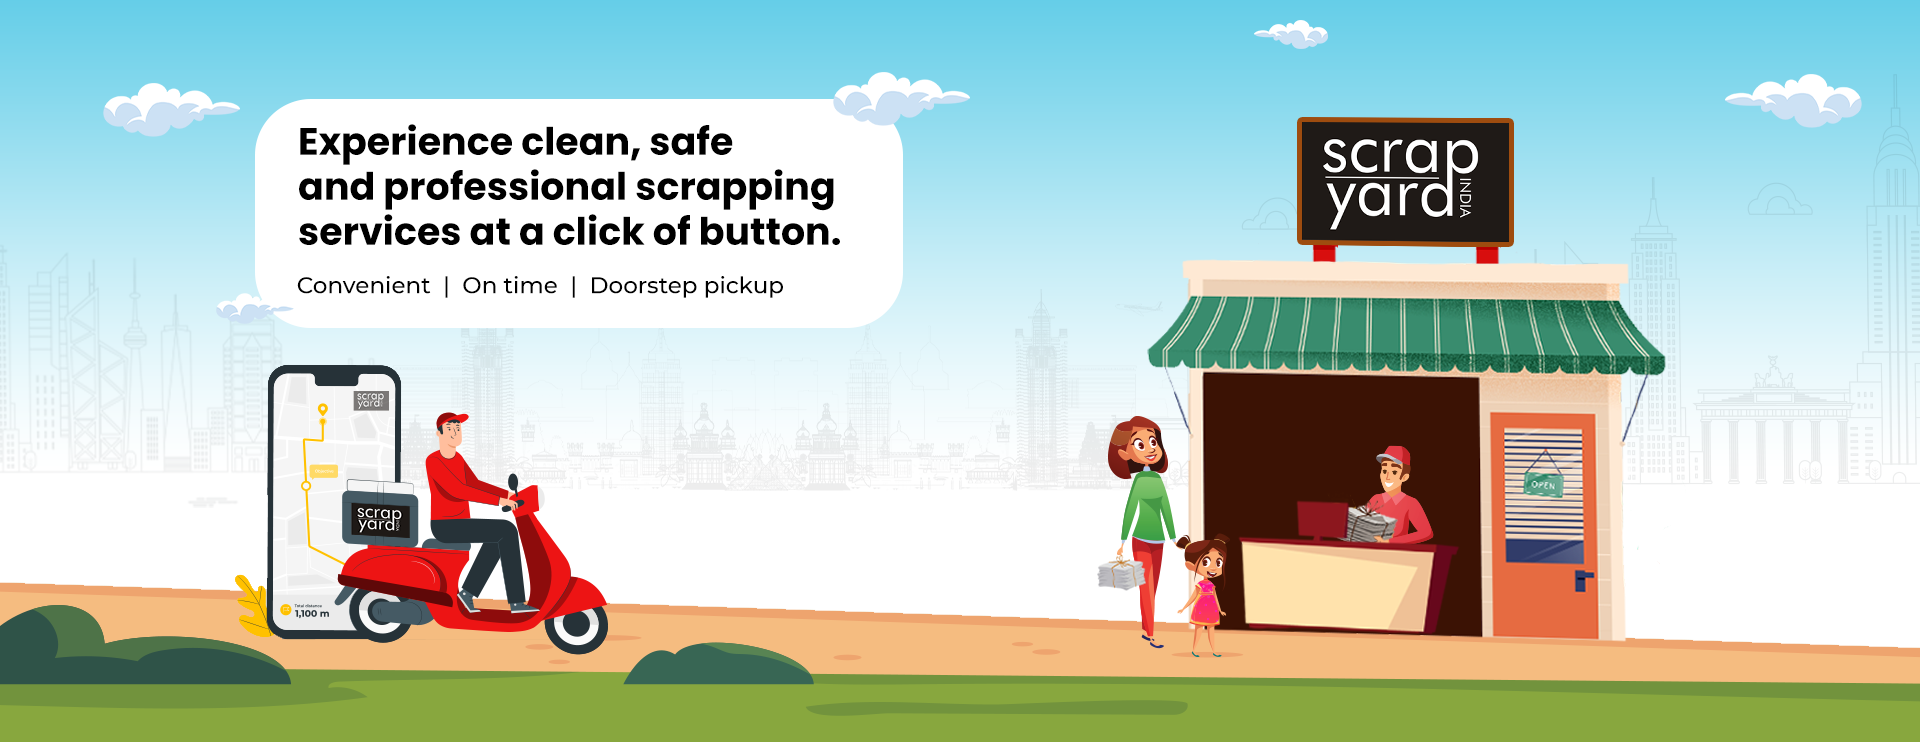 Experience clean, safe
and professional scrapping
services at a click of button.
Convenient | On time | Doorstep pickup
scrap
yard
INDIA
scrap
yard
scrap
yard
Total distance
1,100 m
OPEN